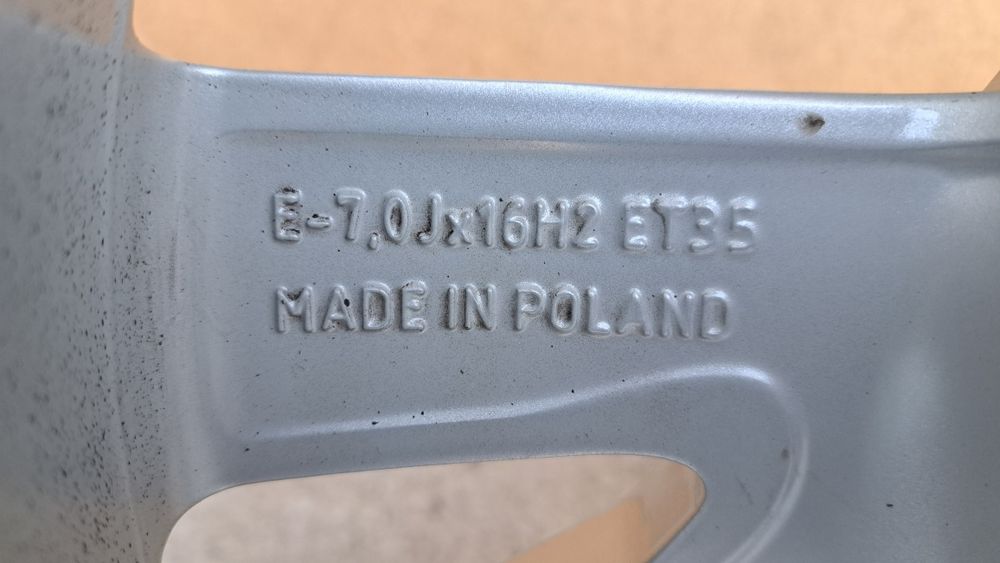 E-7,0Jx16H2 ET35
MADE IN POLAND